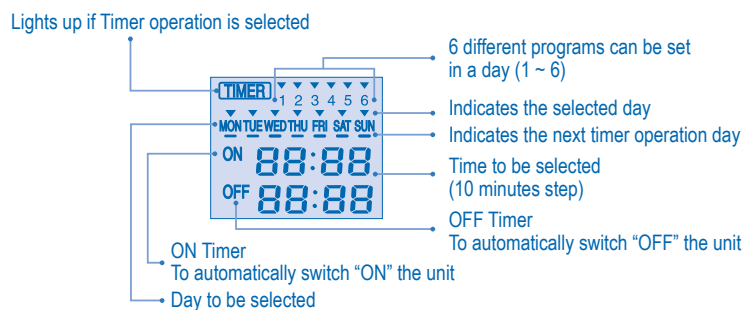 Lights up if Timer operation is selected
6 different programs can be set
in a day (1 ~ 6)
TIMER
1 2 3 4 5 6
Indicates the selected day
MON TUE WED THU FRI SAT SUN
Indicates the next timer operation day
ON 88:88
Time to be selected
(10 minutes step)
OFF 88:88
OFF Timer
To automatically switch “OFF” the unit
ON Timer
To automatically switch “ON” the unit
Day to be selected